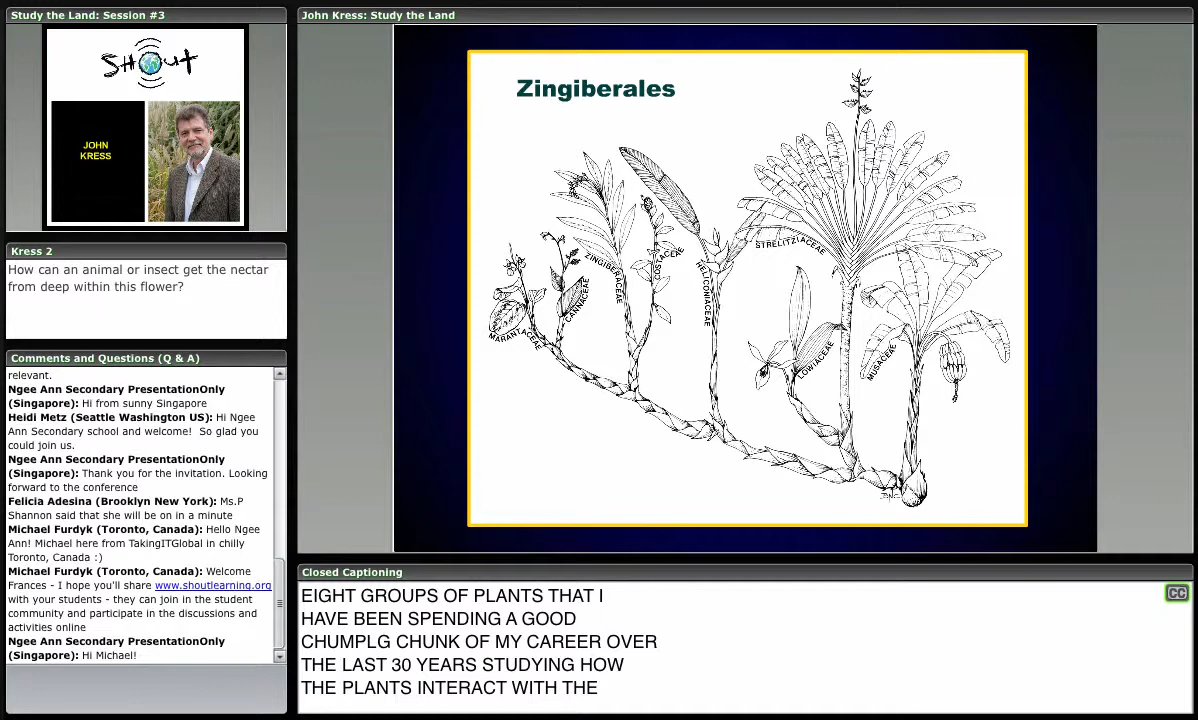 Study the Land: Session #3
SHOUT
JOHN
KRESS
Kress 2
How can an animal or insect get the nectar
from deep within this flower?
Comments and Questions (Q & A)
relevant.
Ngee Ann Secondary PresentationOnly
(Singapore): Hi from sunny Singapore
Heidi Metz (Seattle Washington US): Hi Ngee
Ann Secondary school and welcome!  So glad you
could join us.
Ngee Ann Secondary PresentationOnly
(Singapore): Thank you for the invitation. Looking
forward to the conference
Felicia Adesina (Brooklyn New York): Ms.P
Shannon said that she will be on in a minute
Michael Furdyk (Toronto, Canada): Hello Ngee
Ann! Michael here from TakingITGlobal in chilly
Toronto, Canada :)
Michael Furdyk (Toronto, Canada): Welcome
Frances - I hope you'll share www.shoutlearning.org
with your students - they can join in the student
community and participate in the discussions and
activities online
Ngee Ann Secondary PresentationOnly
(Singapore): Hi Michael!
John Kress: Study the Land
Zingiberales
MARANTACEAE
CANNACEAE
ZINGIBERACEAE
COSTACEAE
HELICONIACEAE
STRELITZIACEAE
LOWIACEAE
MUSACEAE
Closed Captioning
CC
EIGHT GROUPS OF PLANTS THAT I
HAVE BEEN SPENDING A GOOD
CHUMPLG CHUNK OF MY CAREER OVER
THE LAST 30 YEARS STUDYING HOW
THE PLANTS INTERACT WITH THE